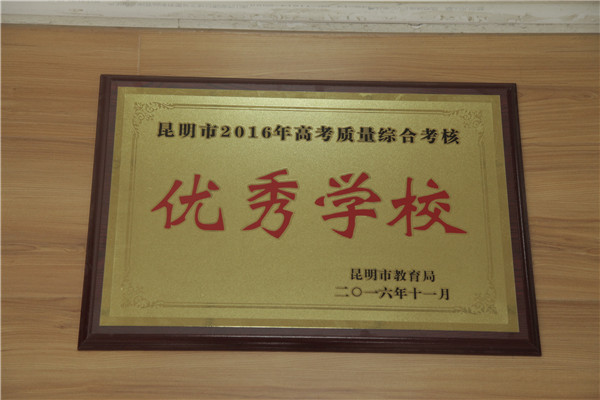 昆明市2016年高考质量综合考核
优秀学校
昆明市教育局
二〇一六年十一月